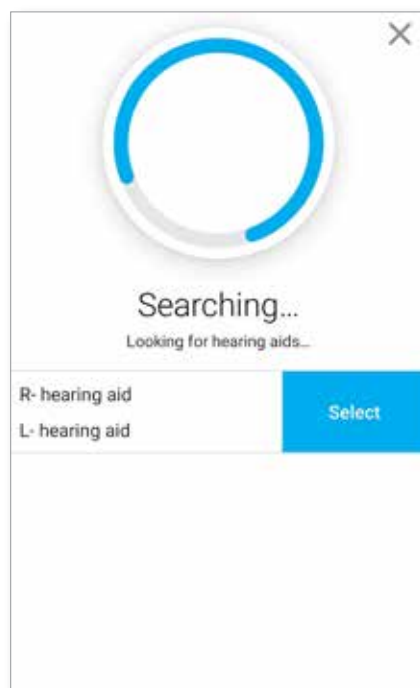 Searching...
Looking for hearing aids...
R- hearing aid
L- hearing aid
Select